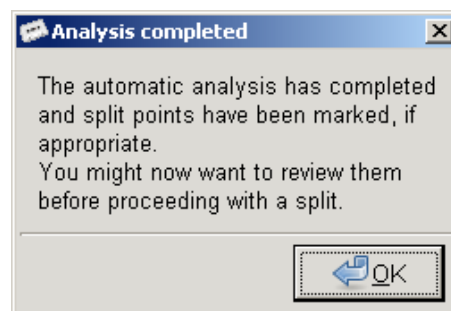 Analysis completed
The automatic analysis has completed
and split points have been marked, if
appropriate.
You might now want to review them
before proceeding with a split.
OK